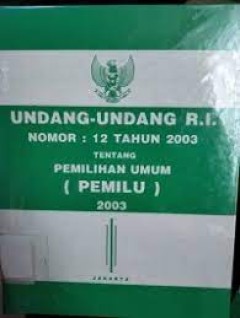 UNDANG-UNDANG R.I.
NOMOR : 12 TAHUN 2003
TENTANG
PEMILIHAN UMUM
( PEMILU )
2003
JAKARTA